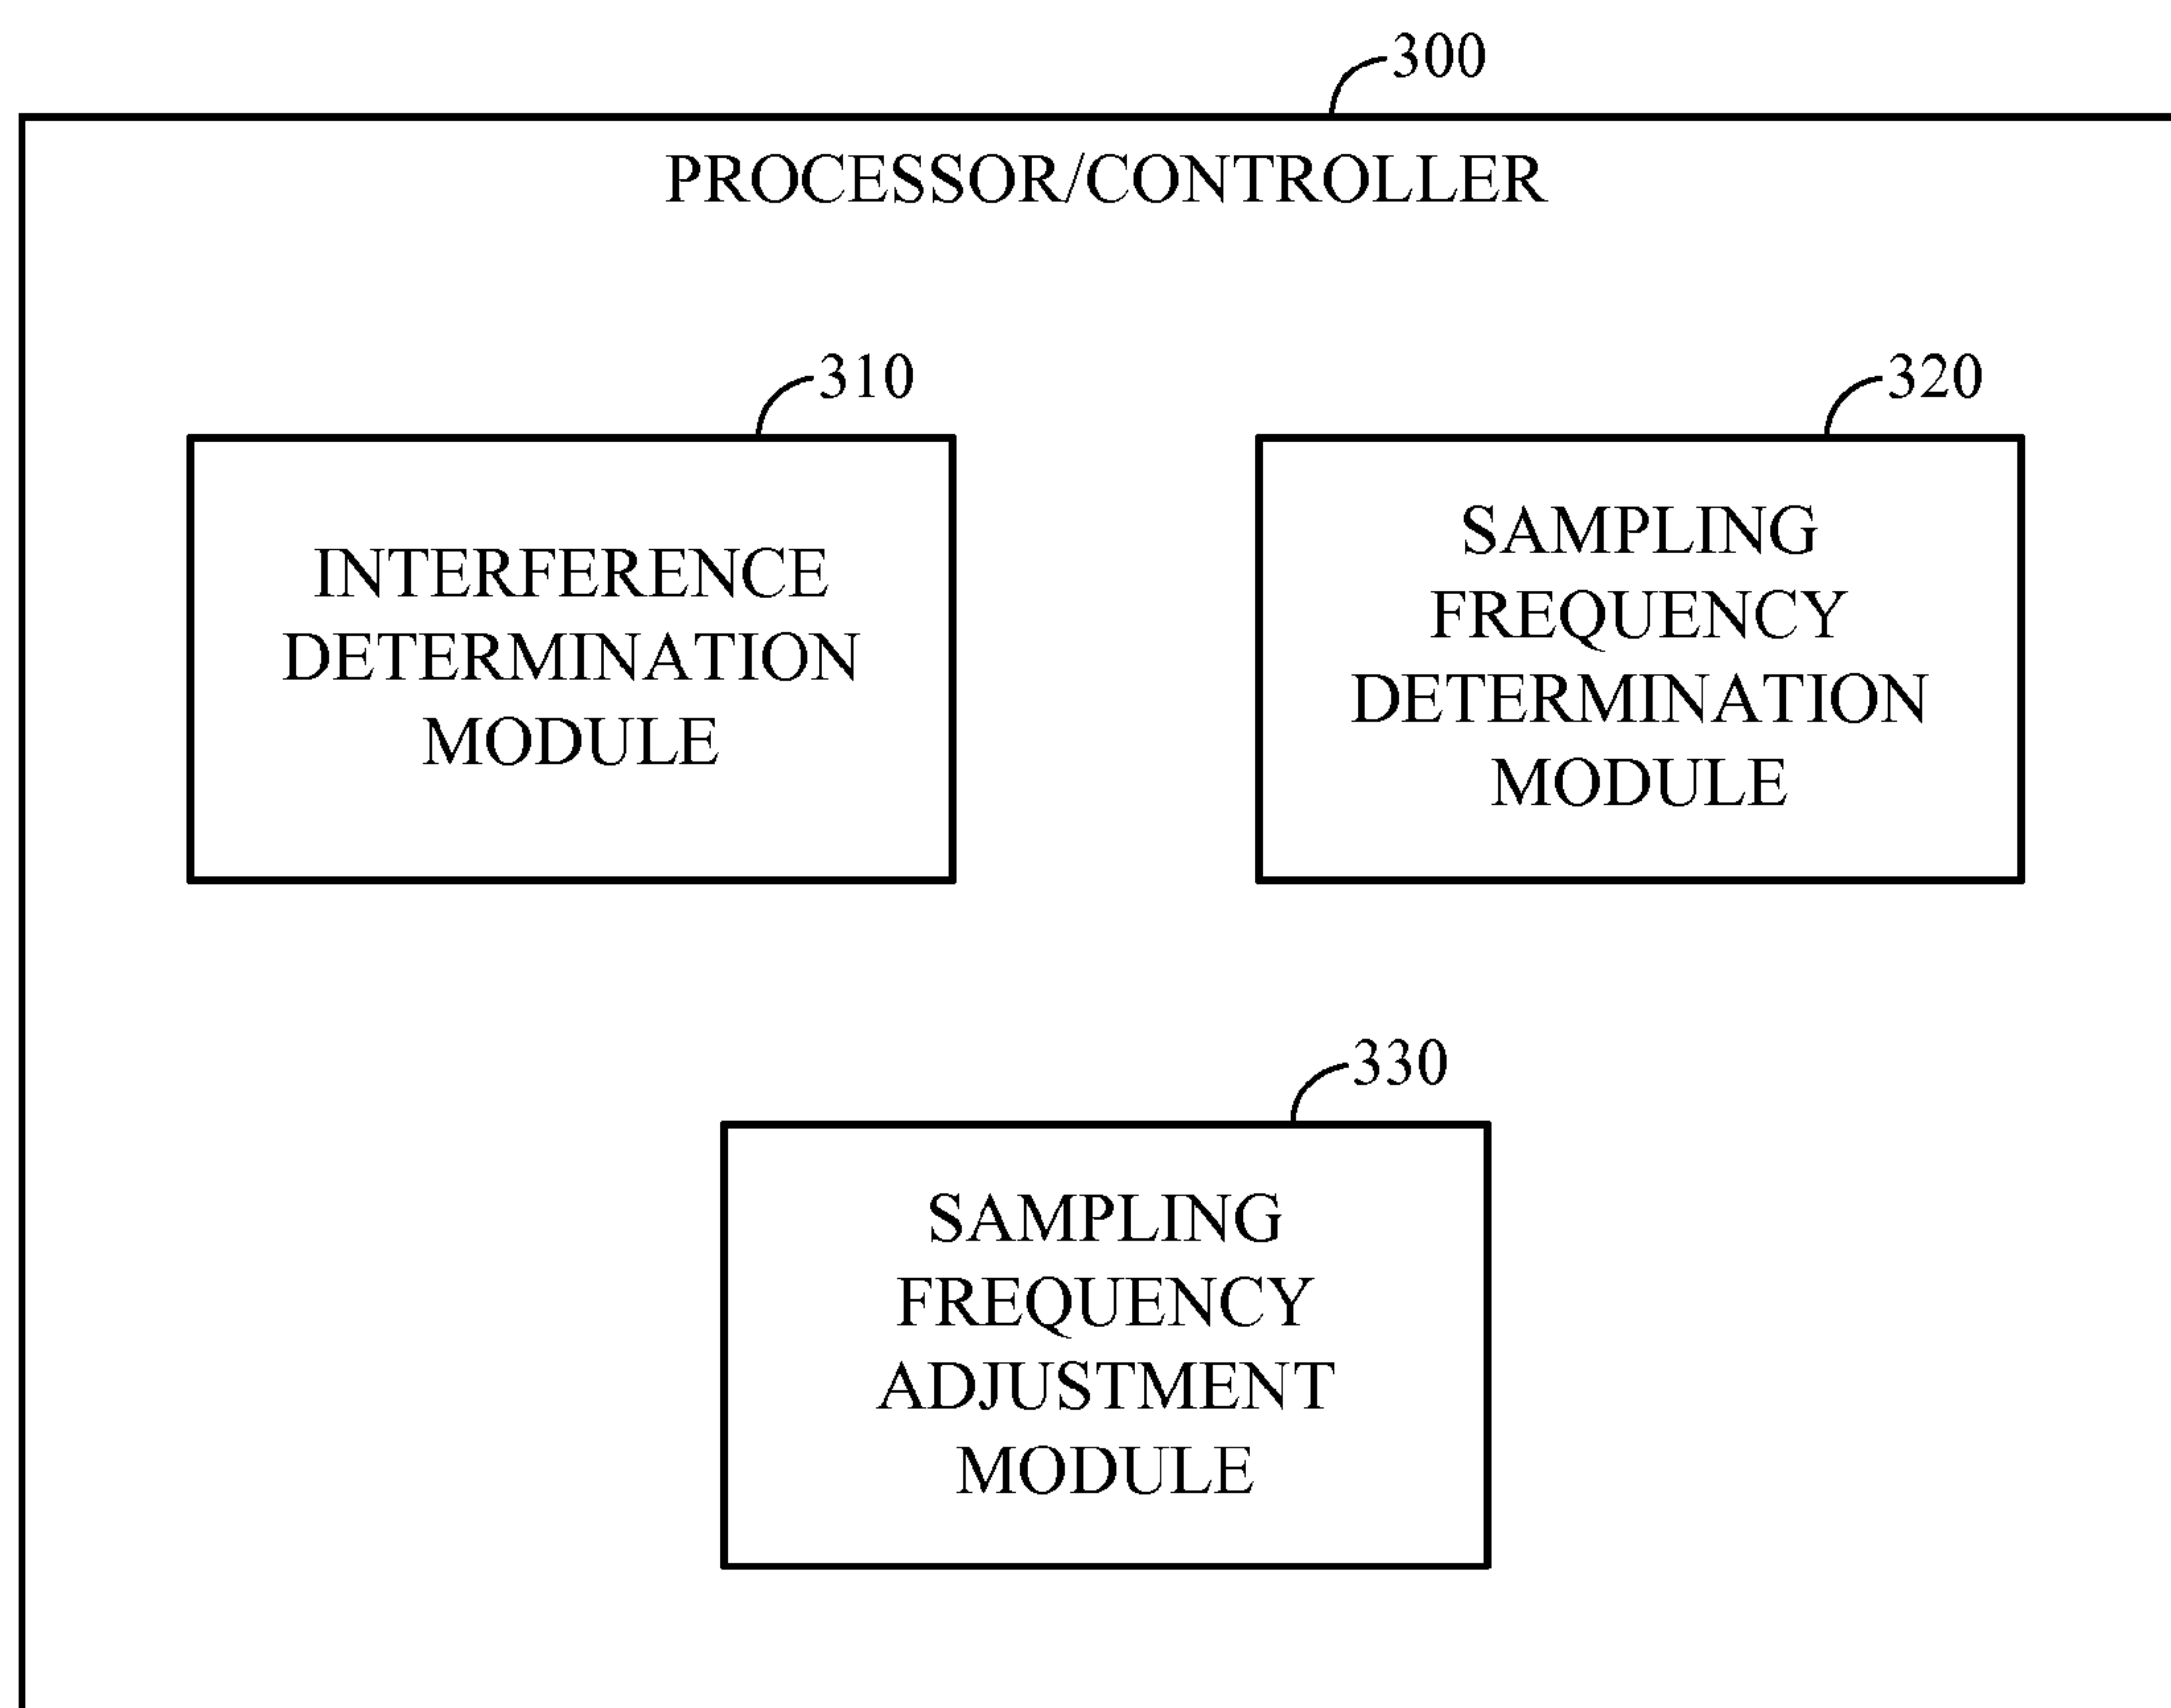 300
PROCESSOR/CONTROLLER
310
320
INTERFERENCE
DETERMINATION
MODULE
SAMPLING
FREQUENCY
DETERMINATION
MODULE
330
SAMPLING
FREQUENCY
ADJUSTMENT
MODULE